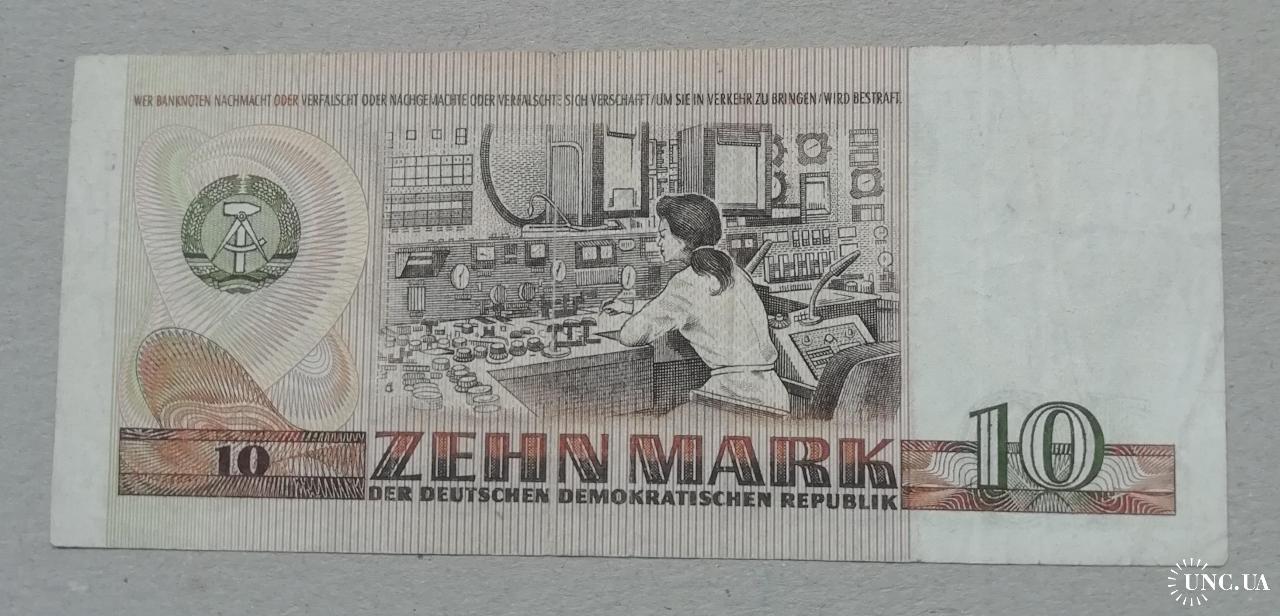 WER BANKNOTEN NACHMACHT ODER VERFÄLSCHT ODER NACHGEMACHTE ODER VERFÄLSCHTE SICH VERSCHAFFT/UM SIE IN VERKEHR ZU BRINGEN/WIRD BESTRAFT.
10
ZEHN MARK
DER DEUTSCHEN DEMOKRATISCHEN REPUBLIK
10
UNC.UA